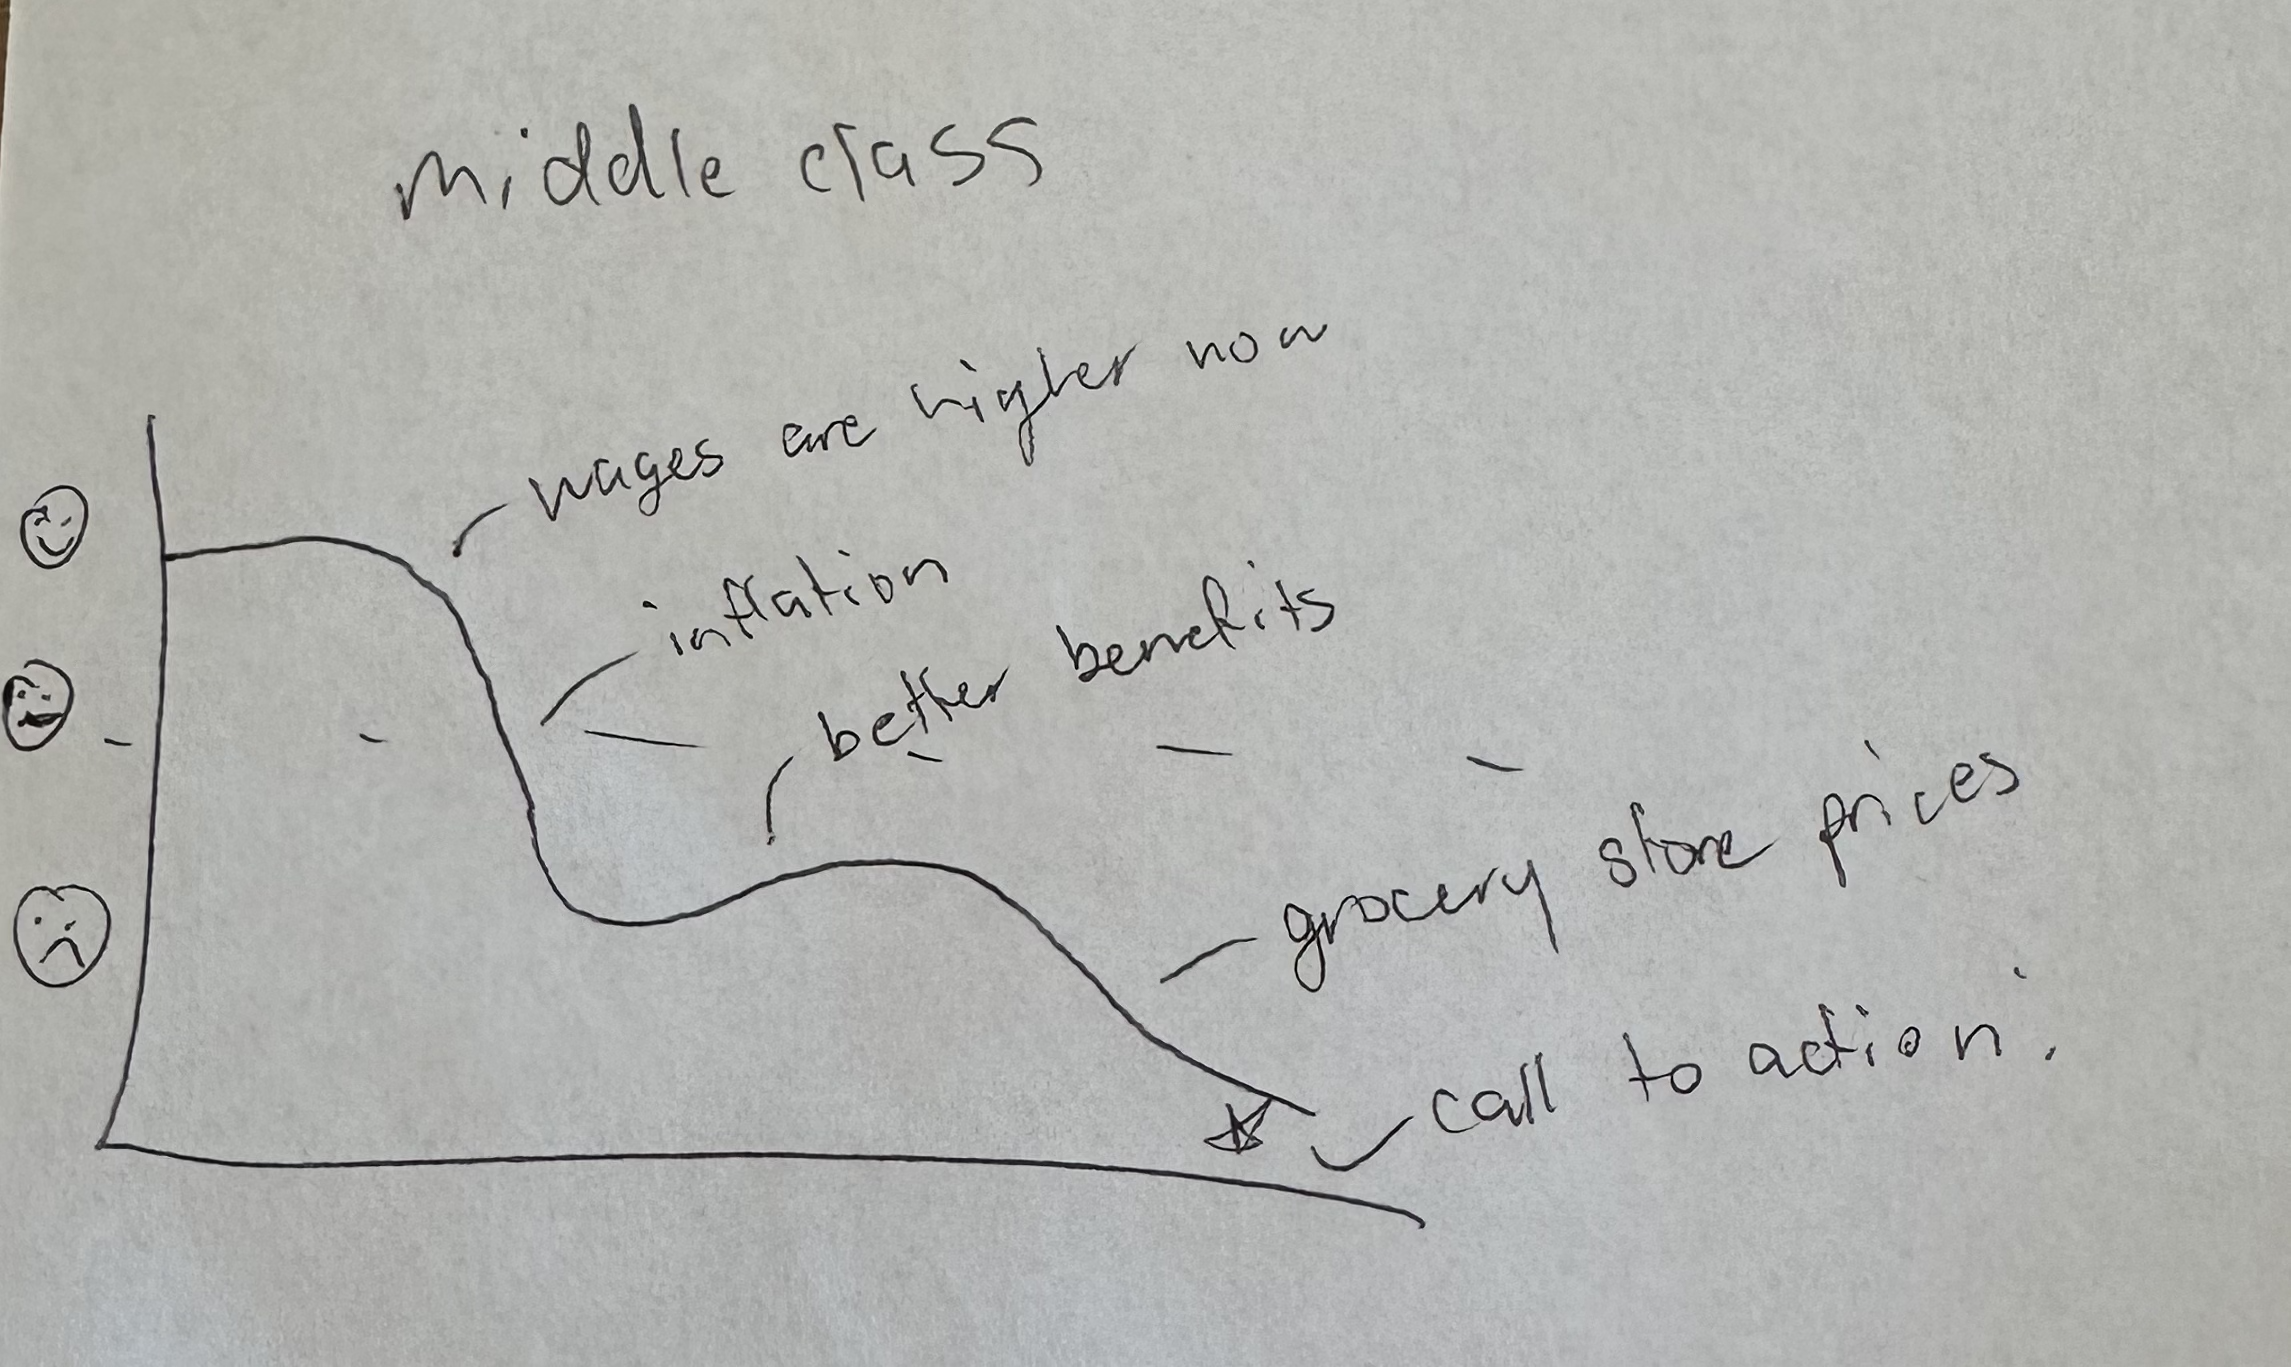 middle class
wages are higher now
inflation
better benefits
grocery store prices
call to action: